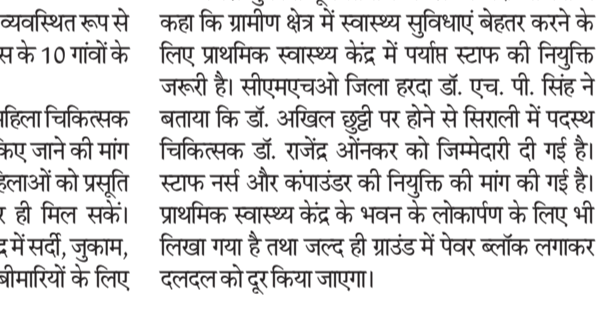 व्यवस्थित रूप से
के 10 गांवों के
चिकित्सक
जाने की मांग
को प्रसूति
ही मिल सकें।
में सर्दी, जुकाम,
के लिए
कहा कि ग्रामीण क्षेत्र में स्वास्थ्य सुविधाएं बेहतर करने के
लिए प्राथमिक स्वास्थ्य केंद्र में पर्याप्त स्टाफ की नियुक्ति
जरूरी है। सीएमएचओ जिला हरदा डॉ. एच. पी. सिंह ने
बताया कि डॉ. अखिल छुट्टी पर होने से सिराली में पदस्थ
चिकित्सक डॉ. राजेंद्र ओंनकर को जिम्मेदारी दी गई है।
स्टाफ नर्स और कंपाउंडर की नियुक्ति की मांग की गई है।
प्राथमिक स्वास्थ्य केंद्र के भवन के लोकार्पण के लिए भी
लिखा गया है तथा जल्द ही ग्राउंड में पेवर ब्लॉक लगाकर
दलदल को दूर किया जाएगा।